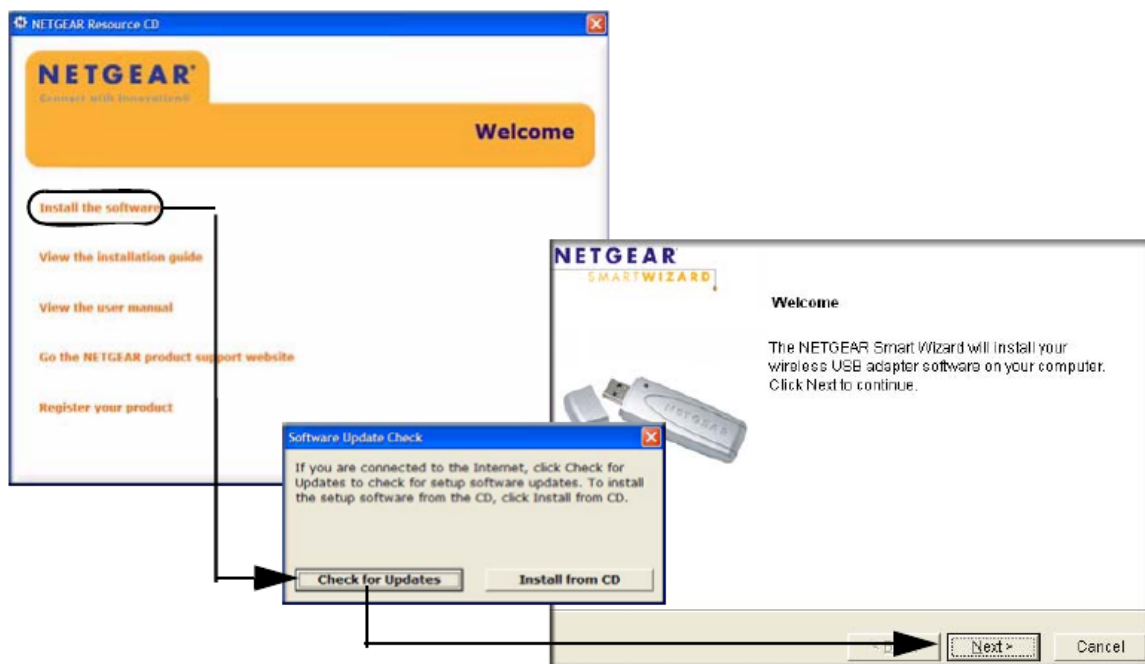 NETGEAR Resource CD
NETGEAR
Connect with Innovation
Welcome
Install the software
View the installation guide
View the user manual
Go the NETGEAR product support website
Register your product
Software Update Check
If you are connected to the Internet, click Check for
Updates to check for setup software updates. To install
the setup software from the CD, click Install from CD.
Check for Updates
Install from CD
NETGEAR
SMARTWIZARD
Welcome
The NETGEAR Smart Wizard will install your
wireless USB adapter software on your computer.
Click Next to continue.
NETGEAR
Next >
Cancel